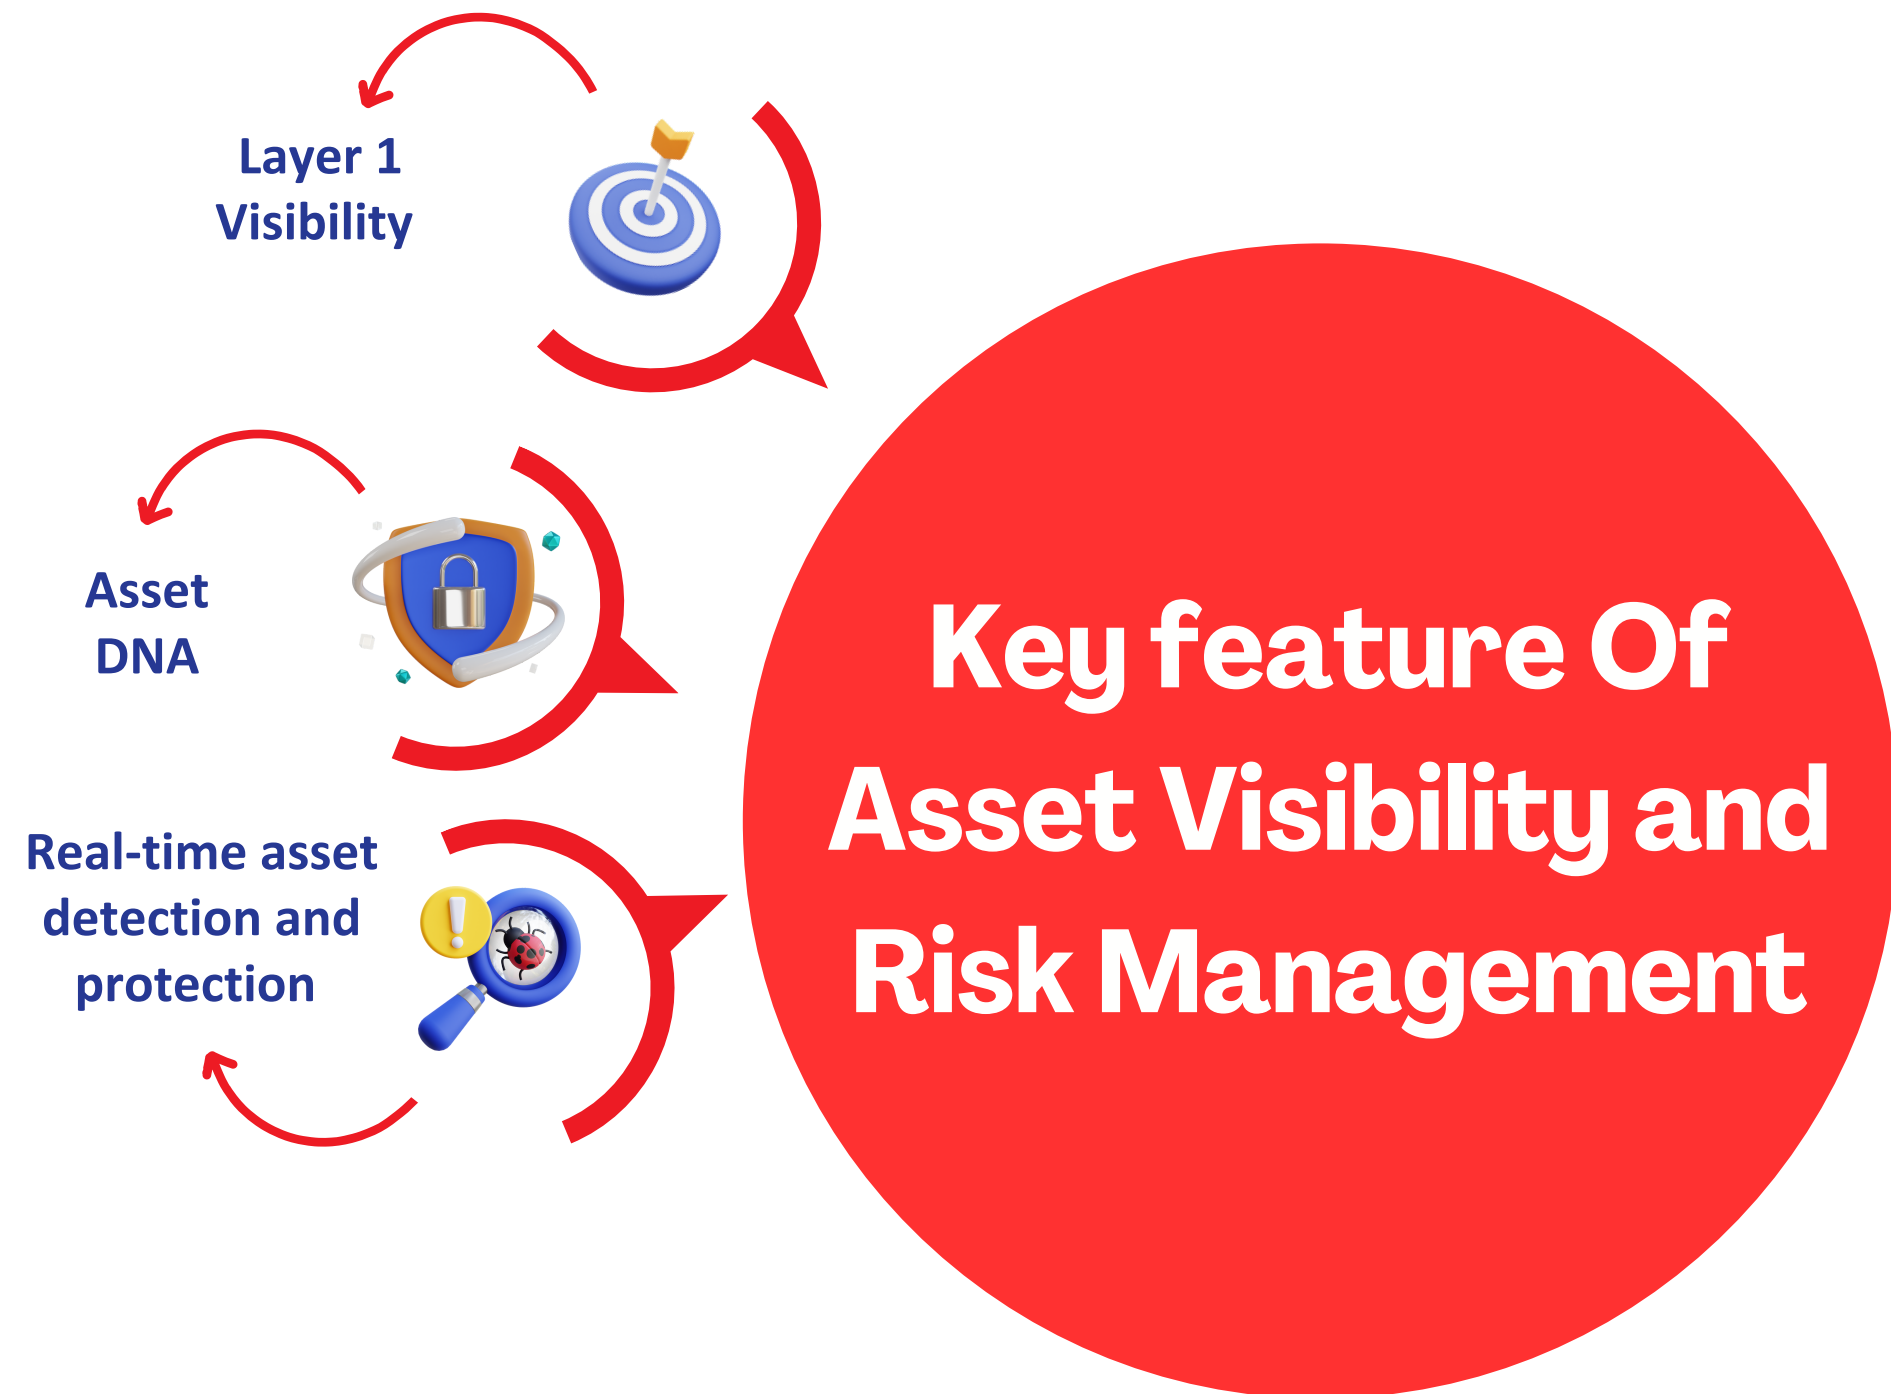 Layer 1
Visibility
Asset
DNA
Real-time asset
detection and
protection
Key feature Of
Asset Visibility and
Risk Management